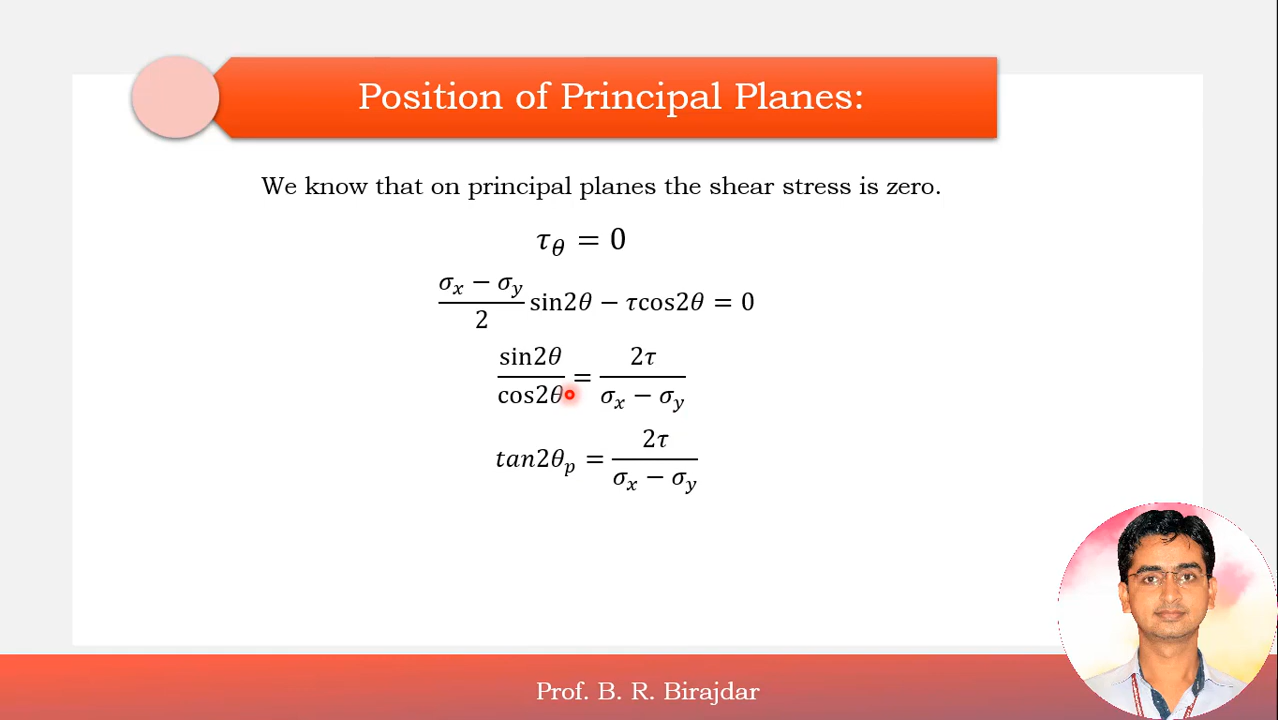 Position of Principal Planes:
We know that on principal planes the shear stress is zero.
τ_θ = 0
(σ_x − σ_y)/2 sin2θ − τcos2θ = 0
sin2θ/cos2θ = 2τ/(σ_x − σ_y)
tan2θ_p = 2τ/(σ_x − σ_y)
Prof. B. R. Birajdar